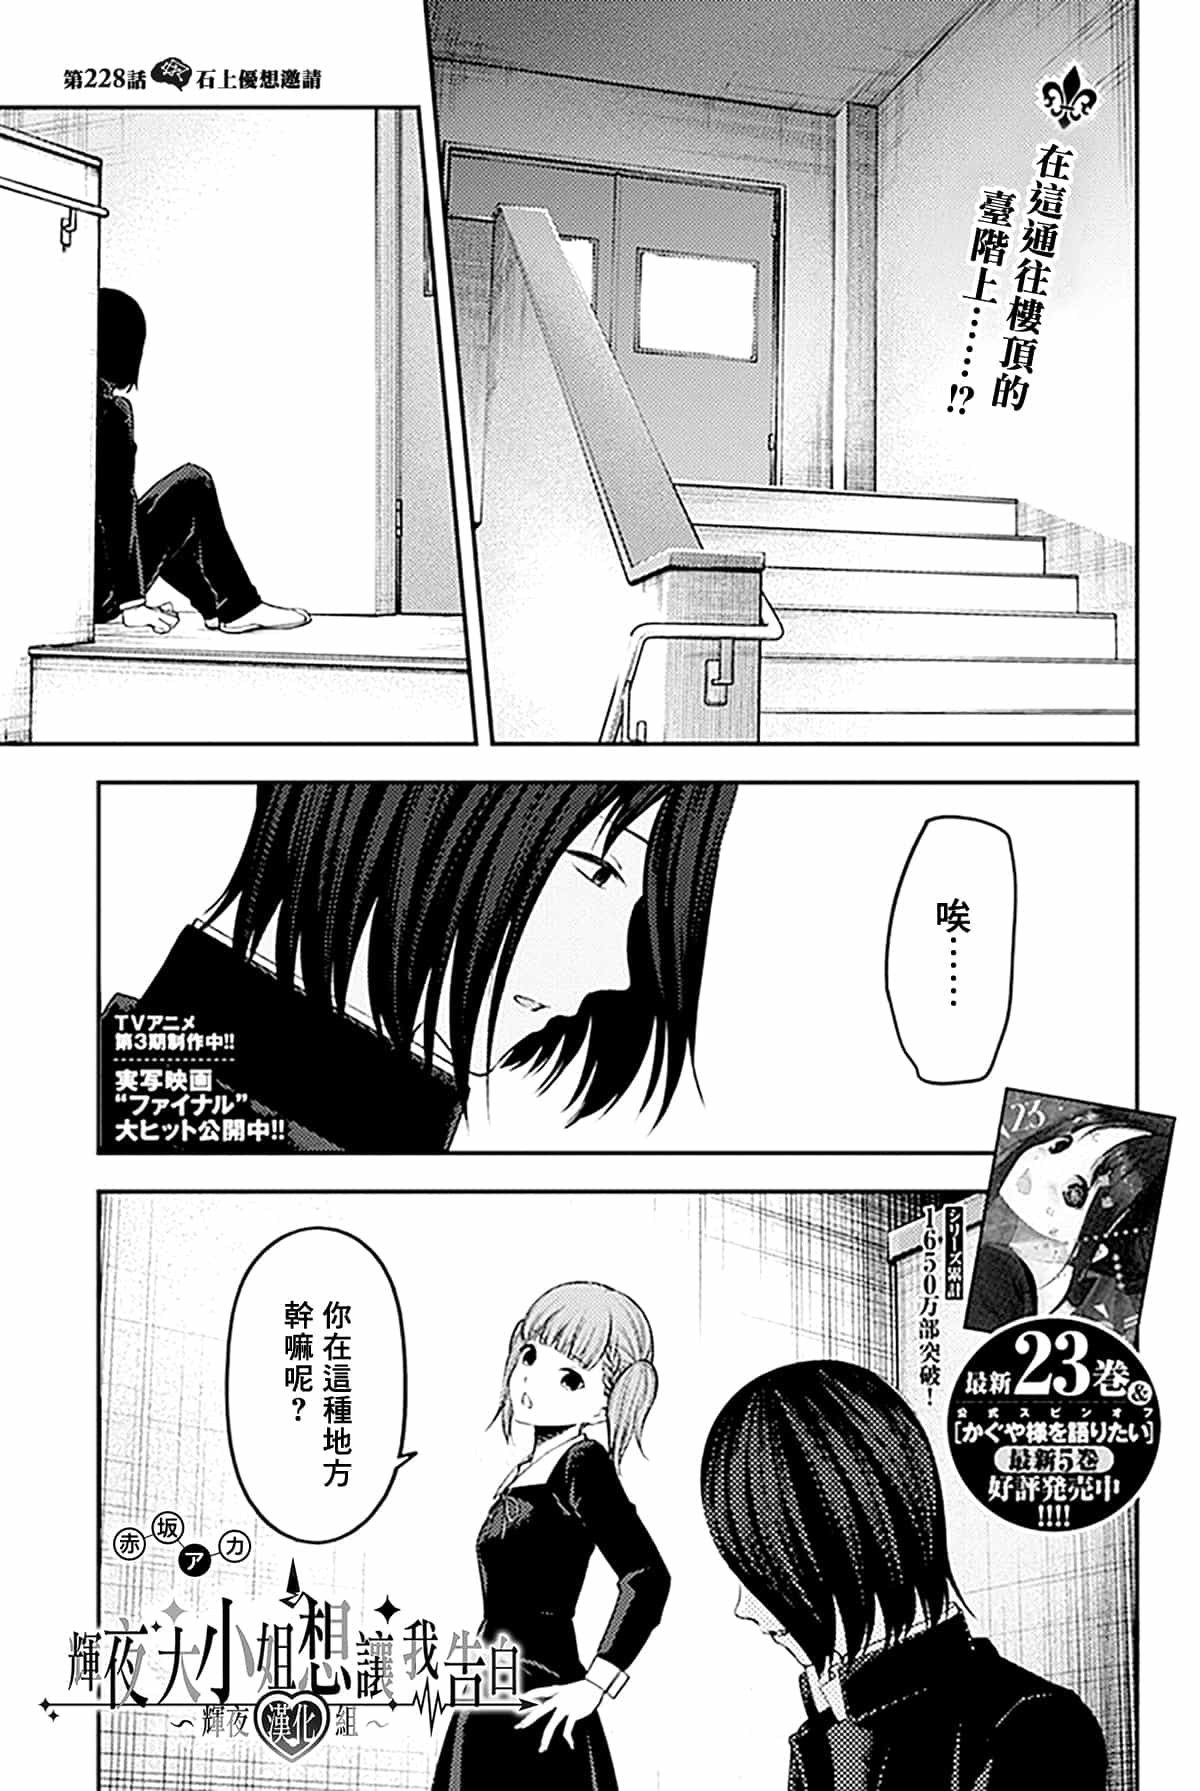 第228話 石上優想邀請
在這通往樓頂的
臺階上………!?
唉……
TVアニメ
第3期制作中!!
実写映画
“ファイナル”
大ヒット公開中!!
23
シリーズ累計
1650万部突破!
最新23巻&
公式スピンオフ
[かぐや様を語りたい]
最新5巻
好評発売中
!!!!
你在這種地方
幹嘛呢?
赤坂アカ
輝夜大小姐想讓我告白
~輝夜漢化組~